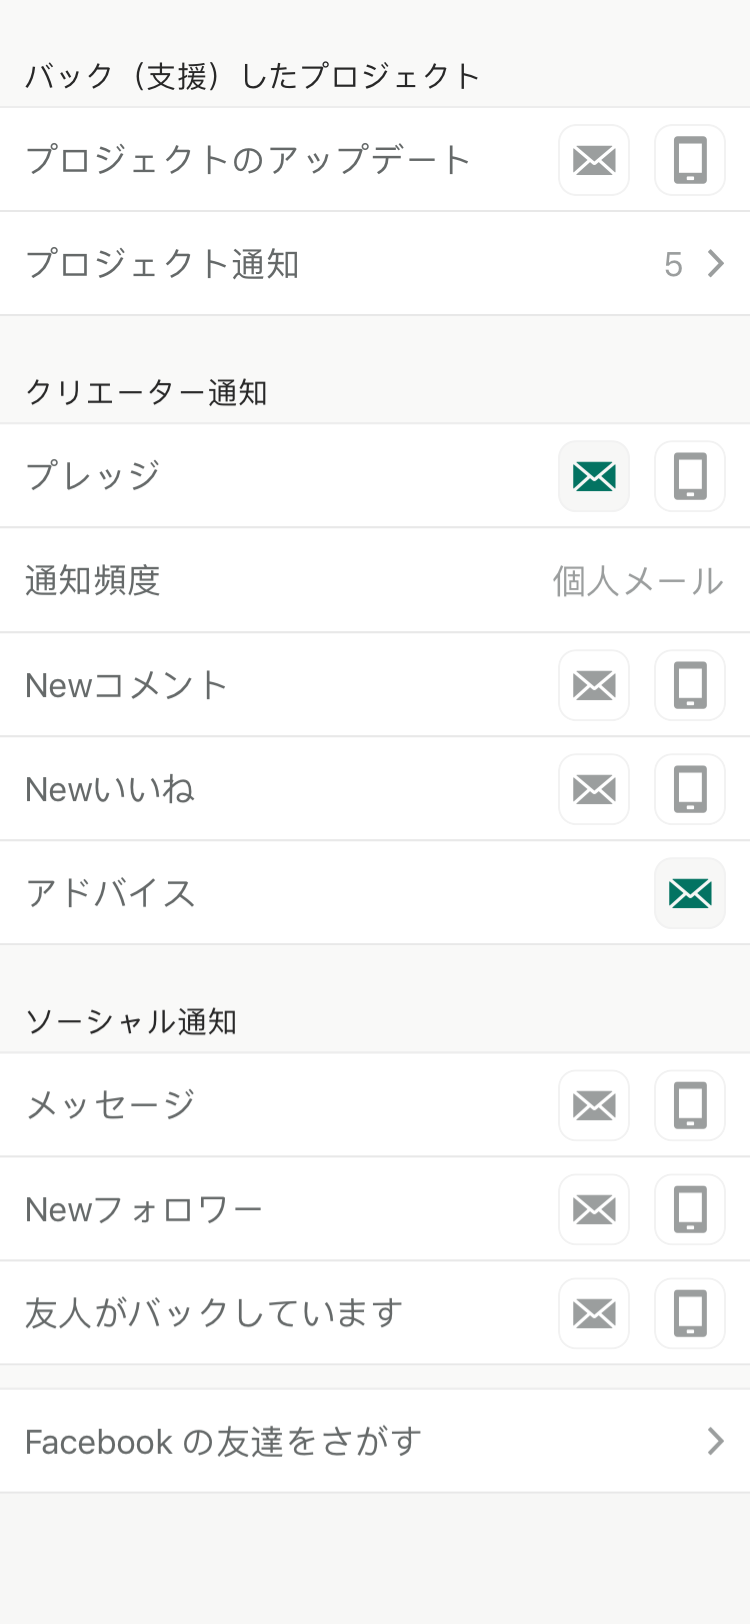 バック（支援）したプロジェクト
プロジェクトのアップデート
プロジェクト通知 5
クリエーター通知
プレッジ
通知頻度 個人メール
Newコメント
Newいいね
アドバイス
ソーシャル通知
メッセージ
Newフォロワー
友人がバックしています
Facebook の友達をさがす